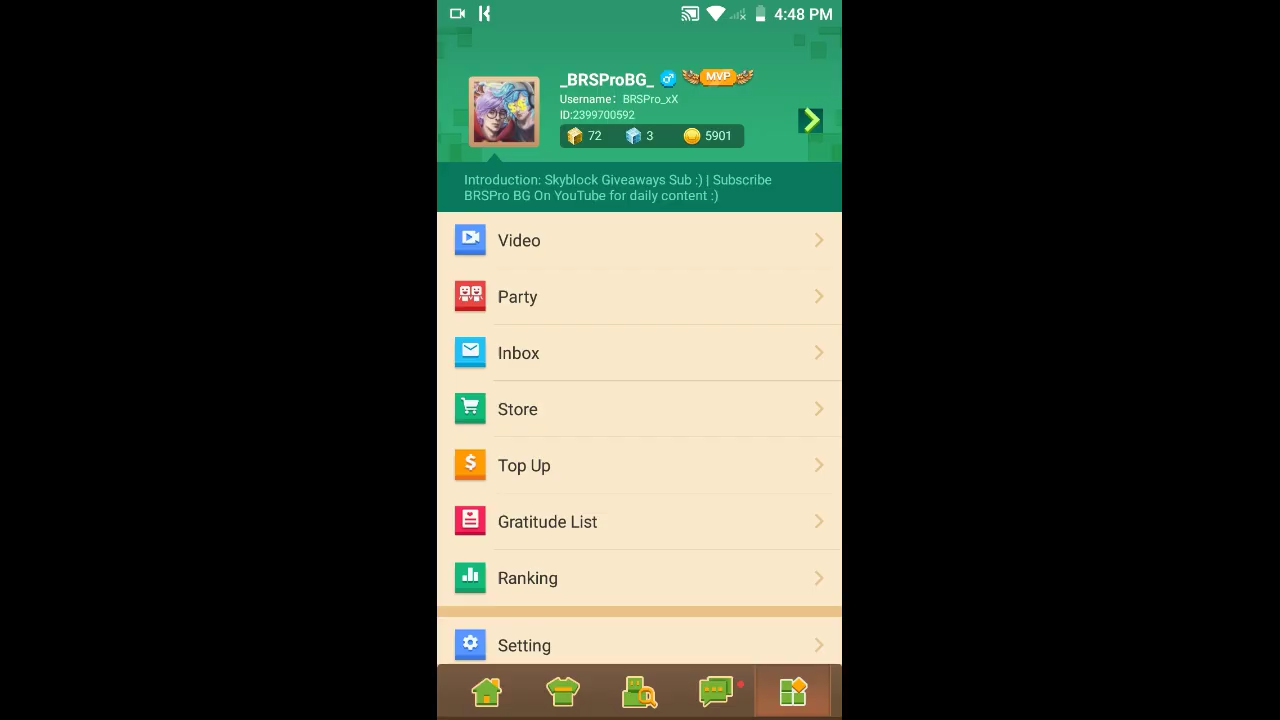 4:48 PM
_BRSProBG_ MVP
Username: BRSPro_xX
ID:2399700592
72 3 5901
Introduction: Skyblock Giveaways Sub :) | Subscribe
BRSPro BG On YouTube for daily content :)
Video
Party
Inbox
Store
Top Up
Gratitude List
Ranking
Setting